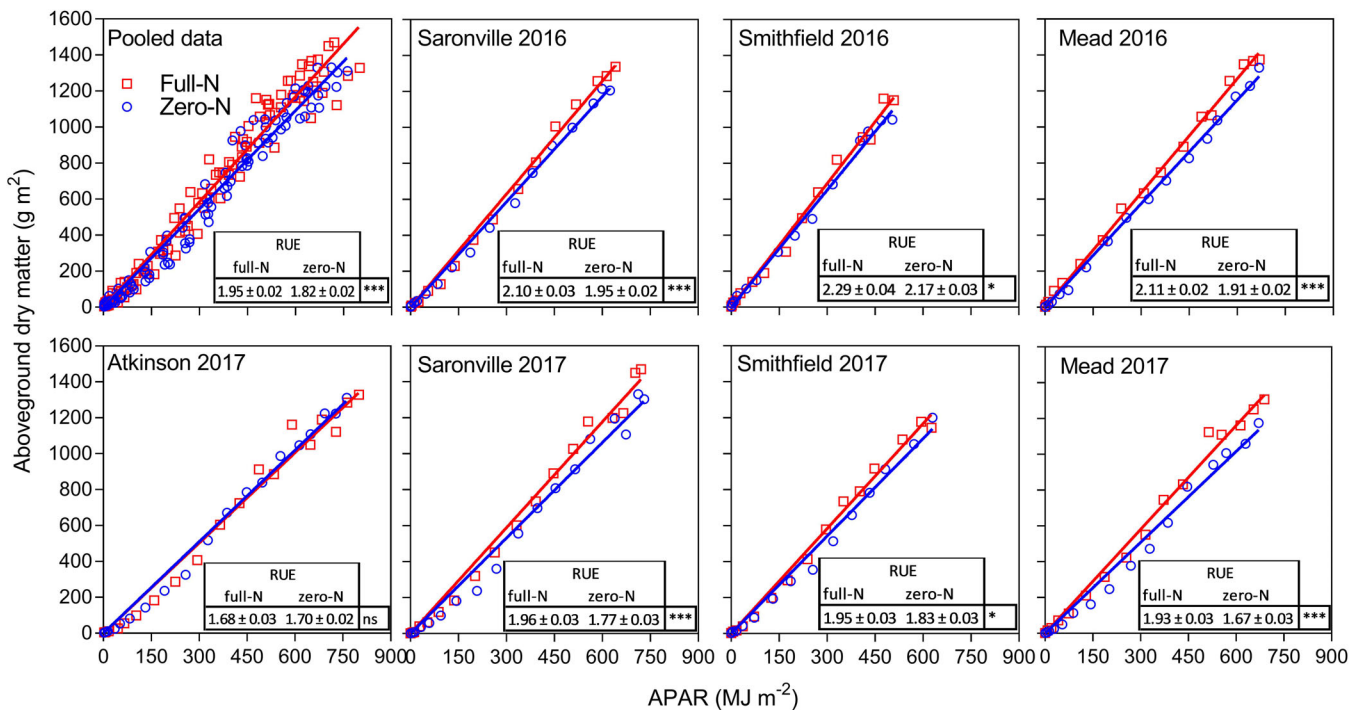 Pooled data
Full-N
Zero-N
RUE
full-N zero-N
1.95 ± 0.02 1.82 ± 0.02 ***
Saronville 2016
RUE
full-N zero-N
2.10 ± 0.03 1.95 ± 0.02 ***
Smithfield 2016
RUE
full-N zero-N
2.29 ± 0.04 2.17 ± 0.03 *
Mead 2016
RUE
full-N zero-N
2.11 ± 0.02 1.91 ± 0.02 ***
1600
1400
1200
1000
800
600
400
200
0
Aboveground dry matter (g m⁻²)
Atkinson 2017
RUE
full-N zero-N
1.68 ± 0.03 1.70 ± 0.02 ns
Saronville 2017
RUE
full-N zero-N
1.96 ± 0.03 1.77 ± 0.03 ***
Smithfield 2017
RUE
full-N zero-N
1.95 ± 0.03 1.83 ± 0.03 *
Mead 2017
RUE
full-N zero-N
1.93 ± 0.03 1.67 ± 0.03 ***
1600
1400
1200
1000
800
600
400
200
0
0 150 300 450 600 750 900 0 150 300 450 600 750 900 0 150 300 450 600 750 900 0 150 300 450 600 750 900
APAR (MJ m⁻²)